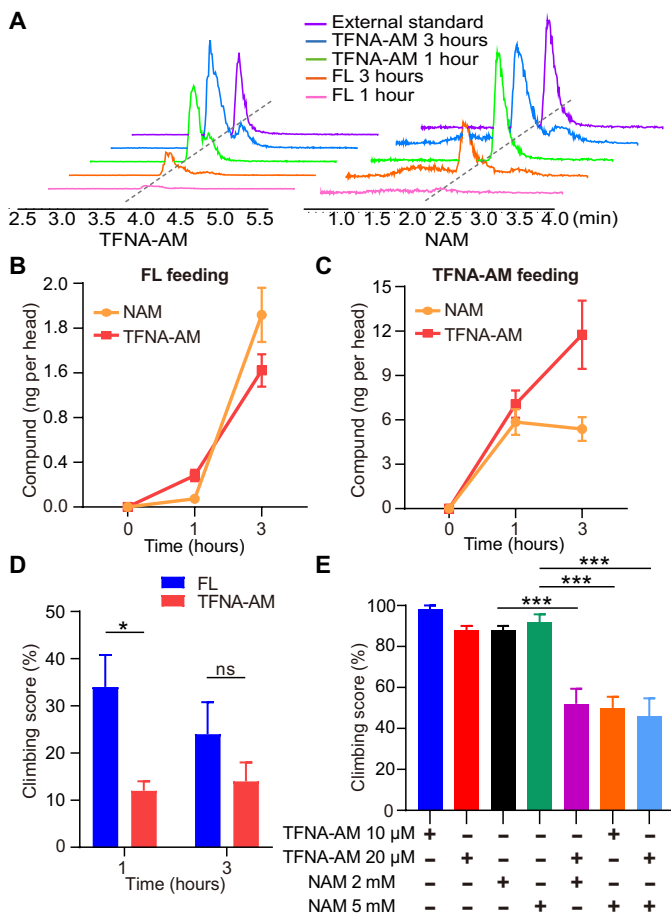 A
External standard
TFNA-AM 3 hours
TFNA-AM 1 hour
FL 3 hours
FL 1 hour
2.5 3.0 3.5 4.0 4.5 5.0 5.5
TFNA-AM
1.0 1.5 2.0 2.5 3.0 3.5 4.0 (min)
NAM
B
FL feeding
NAM
TFNA-AM
Compund (ng per head)
2.0
1.8
1.6
0.8
0.4
0.0
0 1 3
Time (hours)
C
TFNA-AM feeding
NAM
TFNA-AM
Compund (ng per head)
15
12
9
6
3
0
0 1 3
Time (hours)
D
FL
TFNA-AM
Climbing score (%)
50
40
30
20
10
0
*
ns
1 3
Time (hours)
E
***
***
***
Climbing score (%)
100
80
60
40
20
0
TFNA-AM 10 µM + – – – – + –
TFNA-AM 20 µM – + – – + – +
NAM 2 mM – – + – + – –
NAM 5 mM – – – + – + +